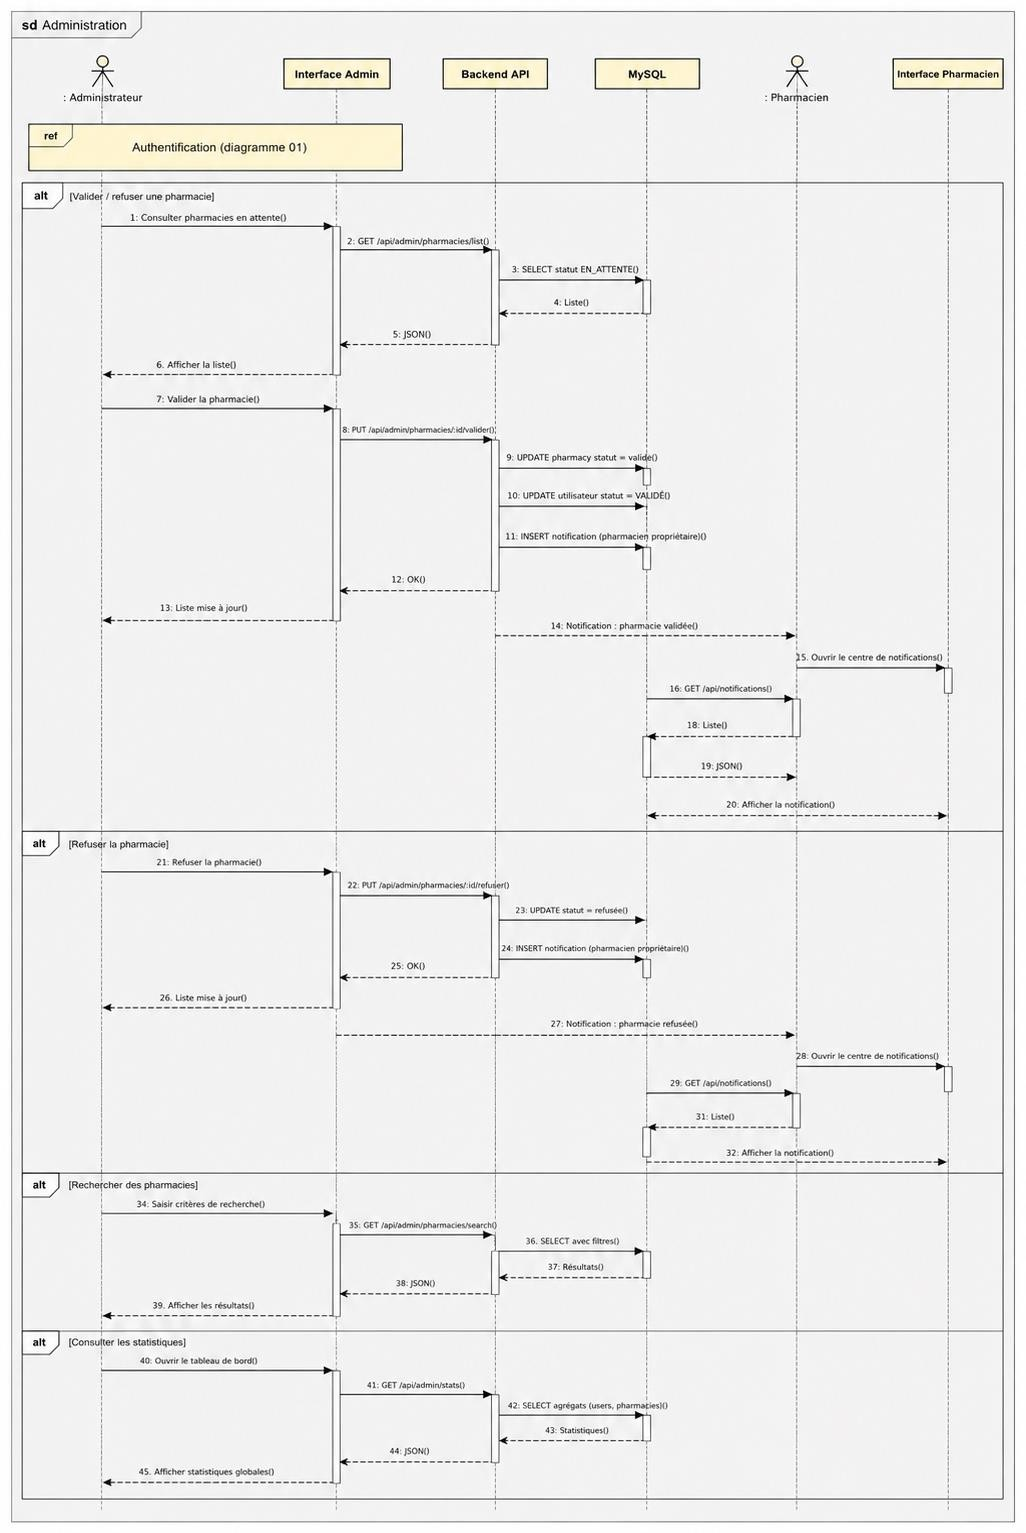 sd Administration
: Administrateur
Interface Admin
Backend API
MySQL
: Pharmacien
Interface Pharmacien
ref
Authentification (diagramme 01)
alt
[Valider / refuser une pharmacie]
1: Consulter pharmacies en attente()
2: GET /api/admin/pharmacies/list()
3: SELECT statut EN_ATTENTE()
4: Liste()
5: JSON()
6. Afficher la liste()
7: Valider la pharmacie()
8: PUT /api/admin/pharmacies/:id/valider()
9: UPDATE pharmacy statut = validé()
10: UPDATE utilisateur statut = VALIDÉ()
11: INSERT notification (pharmacien propriétaire)()
12: OK()
13: Liste mise à jour()
14: Notification : pharmacie validée()
15. Ouvrir le centre de notifications()
16: GET /api/notifications()
18: Liste()
19: JSON()
20: Afficher la notification()
alt
[Refuser la pharmacie]
21: Refuser la pharmacie()
22: PUT /api/admin/pharmacies/:id/refuser()
23: UPDATE statut = refusée()
24: INSERT notification (pharmacien propriétaire)()
25: OK()
26. Liste mise à jour()
27: Notification : pharmacie refusée()
28: Ouvrir le centre de notifications()
29: GET /api/notifications()
31: Liste()
32: Afficher la notification()
alt
[Rechercher des pharmacies]
34: Saisir critères de recherche()
35: GET /api/admin/pharmacies/search()
36. SELECT avec filtres()
37: Résultats()
38: JSON()
39. Afficher les résultats()
alt
[Consulter les statistiques]
40: Ouvrir le tableau de bord()
41: GET /api/admin/stats()
42: SELECT agrégats (users, pharmacies)()
43: Statistiques()
44: JSON()
45. Afficher statistiques globales()